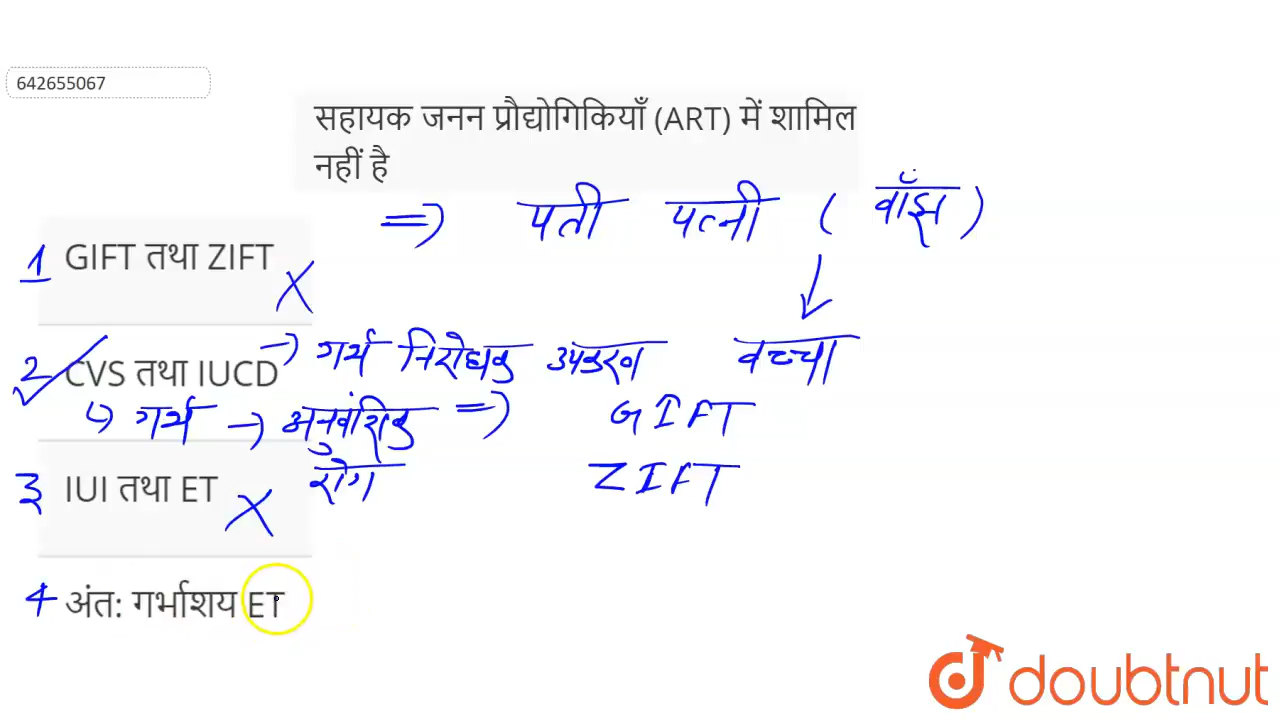 642655067
सहायक जनन प्रौद्योगिकियाँ (ART) में शामिल
नहीं है
=> पती पत्नी ( बाँझ )
1 GIFT तथा ZIFT X
2 CVS तथा IUCD → गर्भ निरोधक उपकरण बच्चा
↳ गर्भ → अनुवांशिक => GIFT
रोग ZIFT
3 IUI तथा ET X
4 अंत: गर्भाशय ET
doubtnut